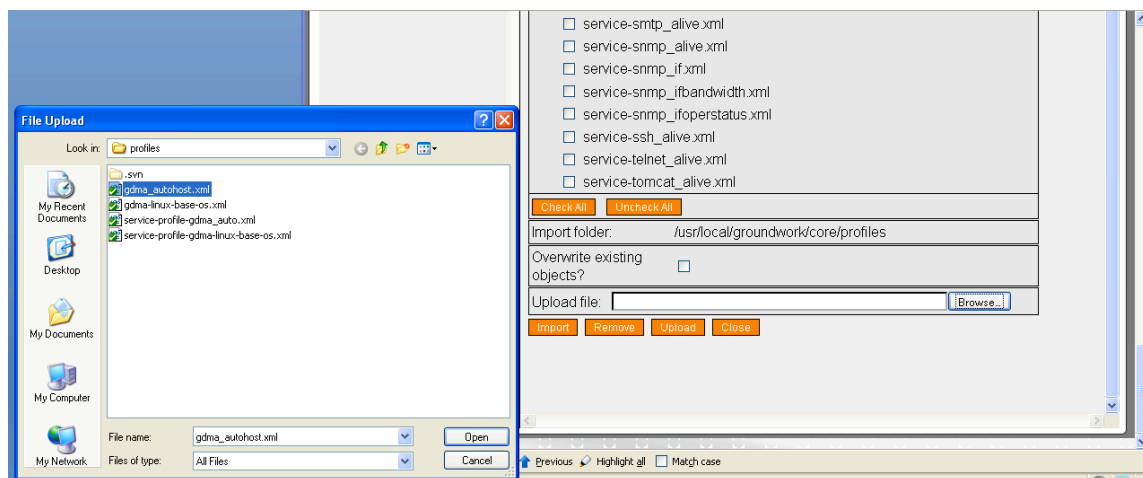 service-smtp_alive.xml
service-snmp_alive.xml
service-snmp_if.xml
service-snmp_ifbandwidth.xml
service-snmp_ifoperstatus.xml
service-ssh_alive.xml
service-telnet_alive.xml
service-tomcat_alive.xml
Check All Uncheck All
Import folder: /usr/local/groundwork/core/profiles
Overwrite existing
objects?
Upload file: Browse...
Import Remove Upload Close
File Upload
Look in: profiles
My Recent
Documents
Desktop
My Documents
My Computer
My Network
.svn
gdma_autohost.xml
gdma-linux-base-os.xml
service-profile-gdma_auto.xml
service-profile-gdma-linux-base-os.xml
File name: gdma_autohost.xml Open
Files of type: All Files Cancel
Previous Highlight all Match case